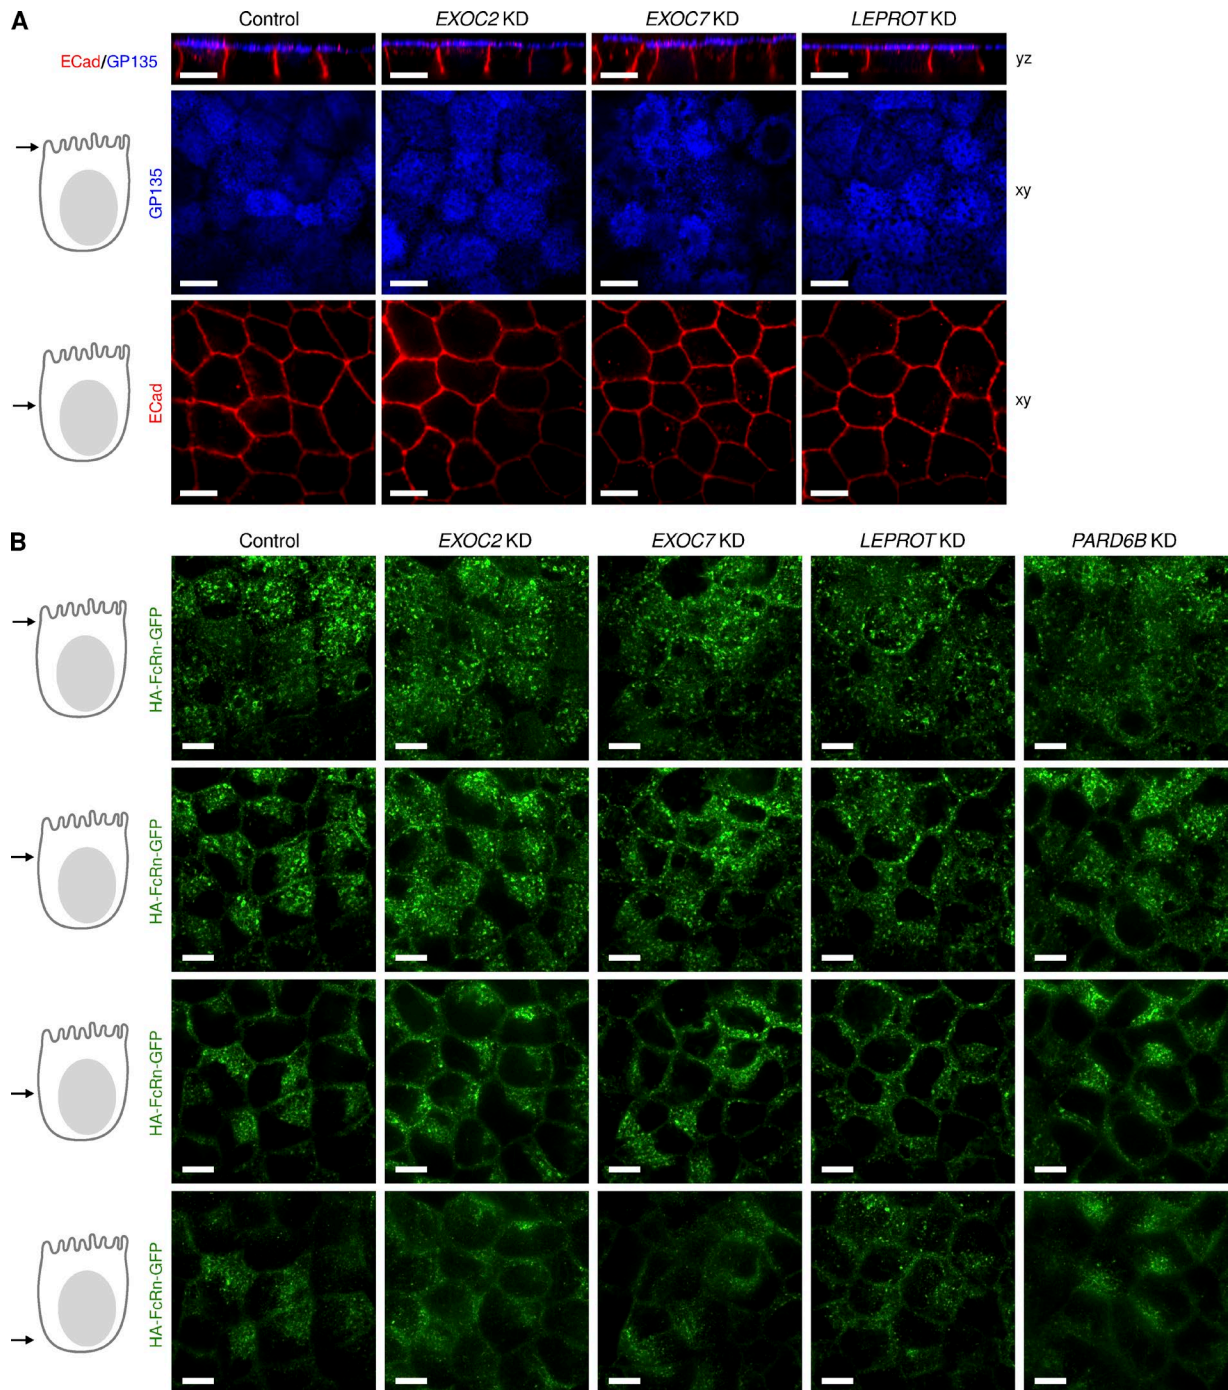 A
Control EXOC2 KD EXOC7 KD LEPROT KD
ECad/GP135 yz
GP135 xy
ECad xy
B
Control EXOC2 KD EXOC7 KD LEPROT KD PARD6B KD
HA-FcRn-GFP
HA-FcRn-GFP
HA-FcRn-GFP
HA-FcRn-GFP